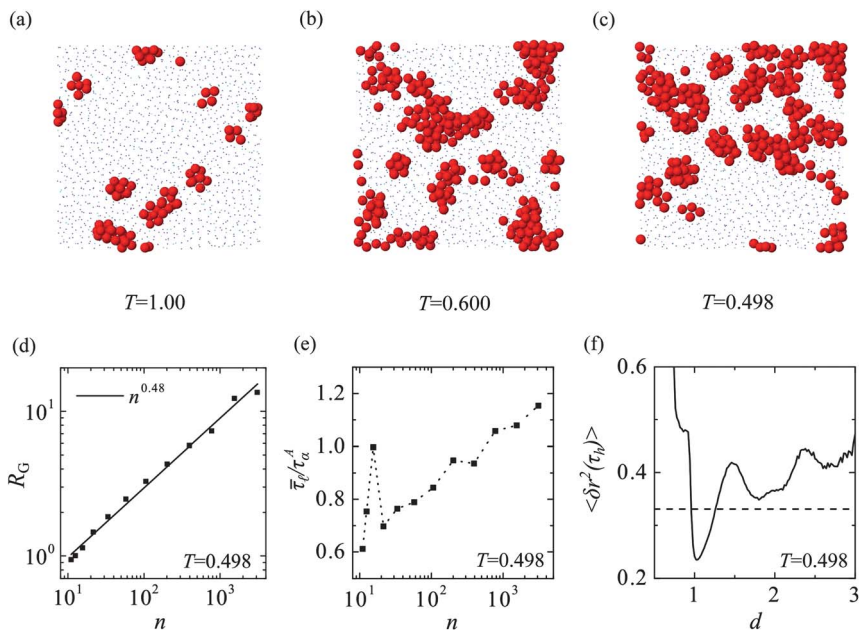 (a) (b) (c)
T=1.00 T=0.600 T=0.498
(d) (e) (f)
n^0.48
10^1
10^0
R_G
T=0.498
10^1 10^2 10^3
n
1.2
1.0
0.8
0.6
τ̄_ℓ/τ_α^A
T=0.498
10^1 10^2 10^3
n
0.6
0.4
0.2
<δr²(τ_h)>
T=0.498
1 2 3
d